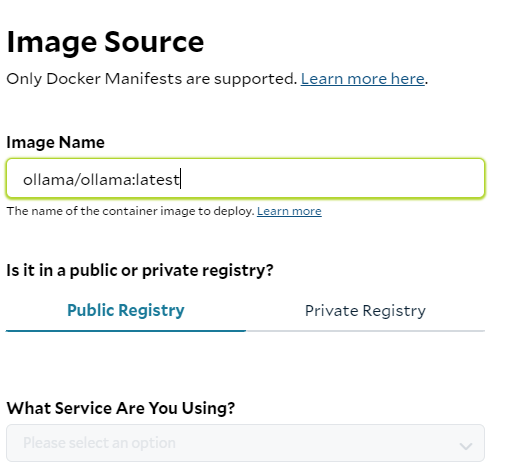 Image Source
Only Docker Manifests are supported. Learn more here.
Image Name
ollama/ollama:latest
The name of the container image to deploy. Learn more
Is it in a public or private registry?
Public Registry Private Registry
What Service Are You Using?
Please select an option